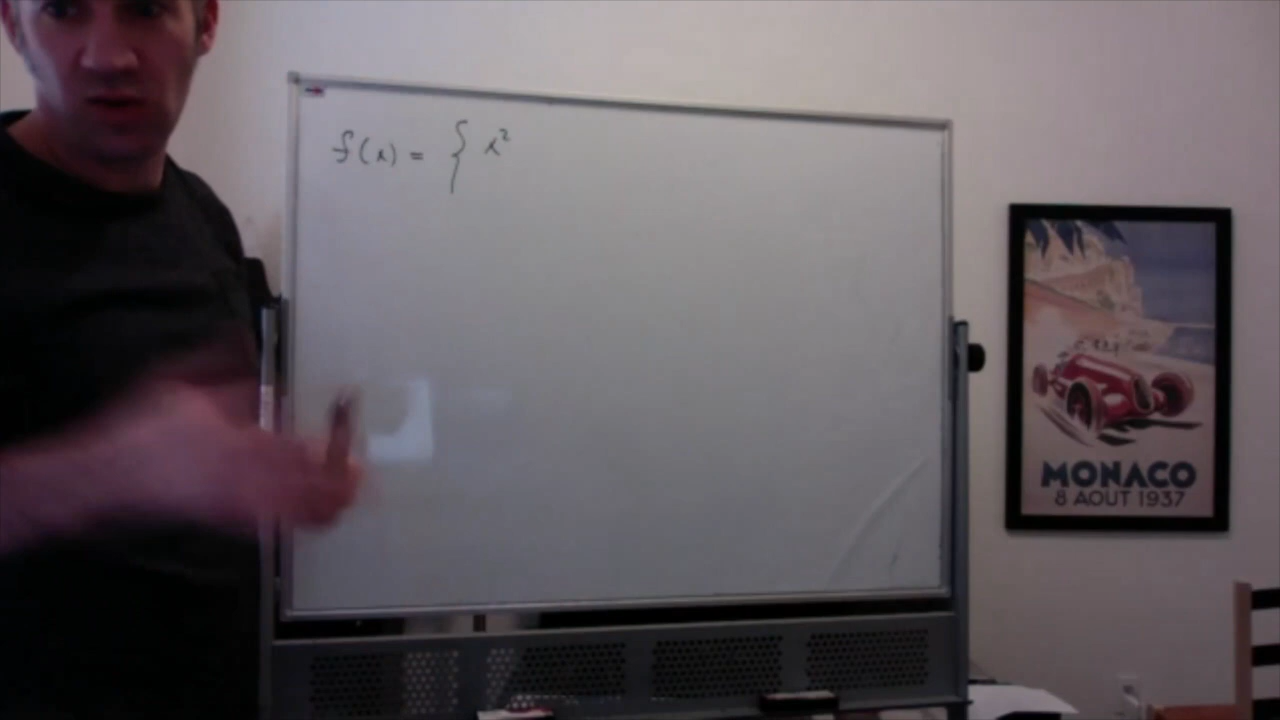 f(x) = { x²
MONACO
8 AOUT 1937